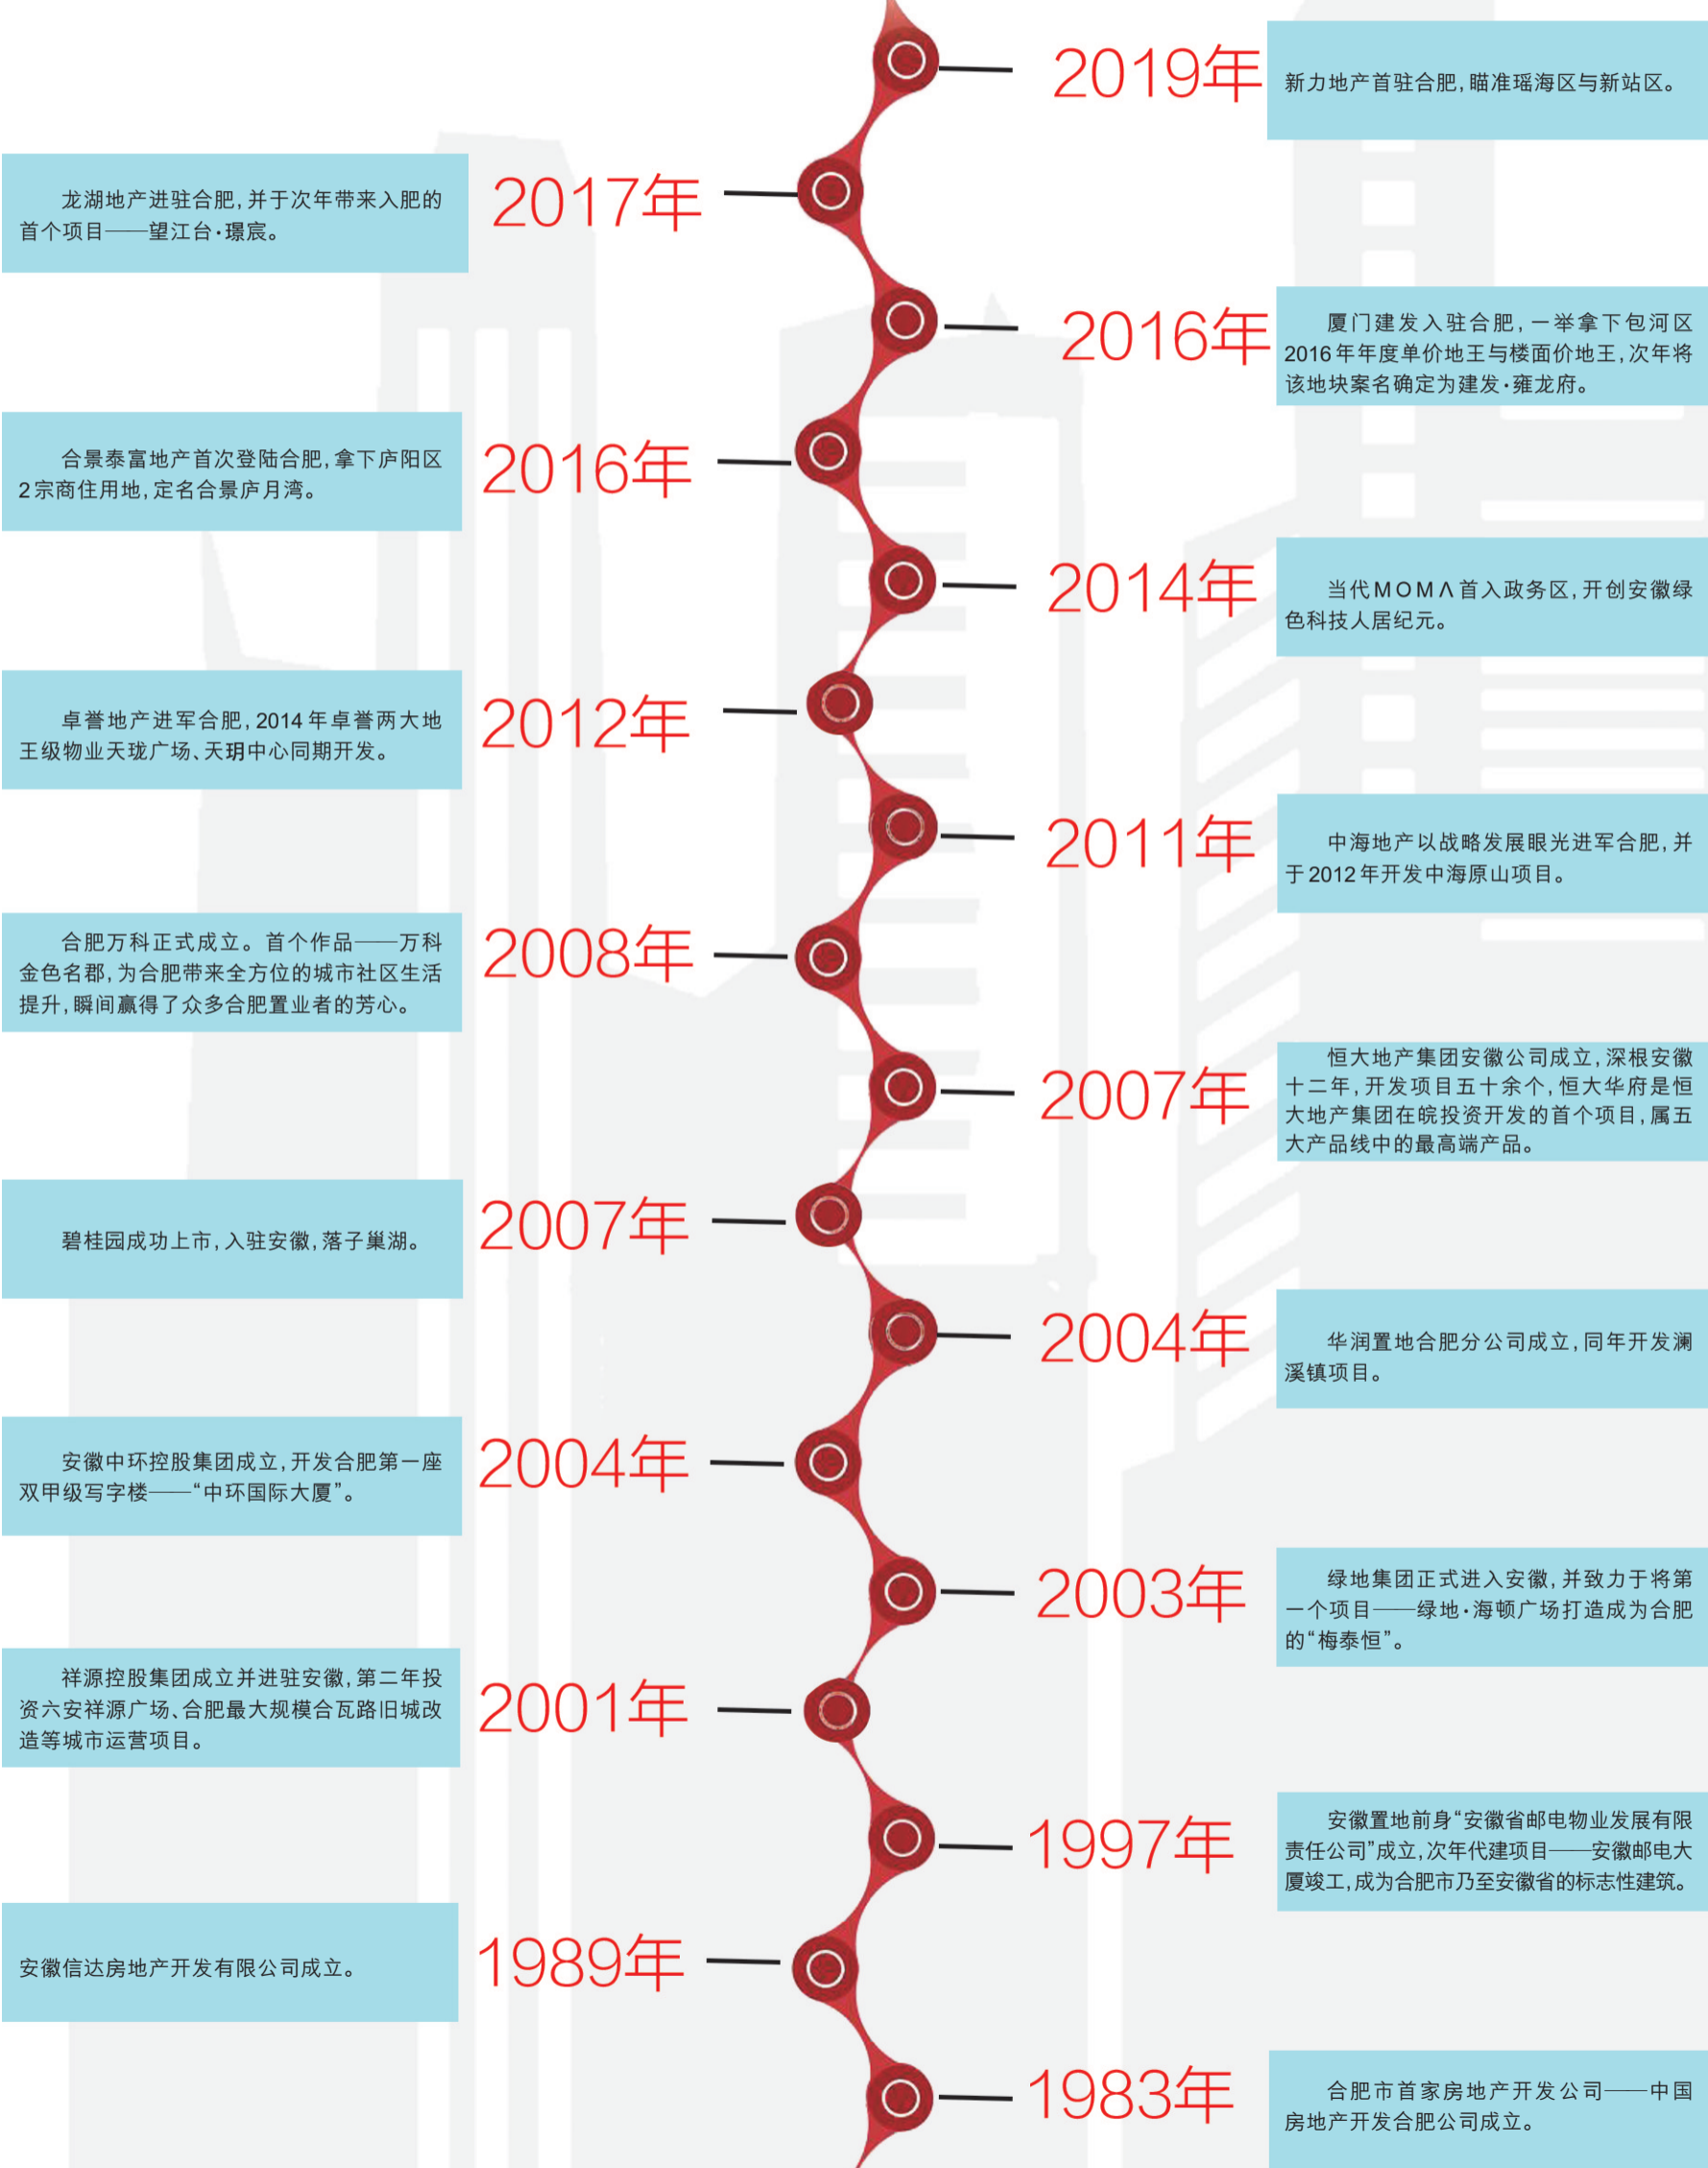 2019年
新力地产首驻合肥,瞄准瑶海区与新站区。
龙湖地产进驻合肥,并于次年带来入肥的
首个项目——望江台·璟宸。
2017年
2016年
厦门建发入驻合肥,一举拿下包河区
2016年年度单价地王与楼面价地王,次年将
该地块案名确定为建发·雍龙府。
合景泰富地产首次登陆合肥,拿下庐阳区
2宗商住用地,定名合景庐月湾。
2016年
2014年
当代MOMΛ首入政务区,开创安徽绿
色科技人居纪元。
卓誉地产进军合肥,2014年卓誉两大地
王级物业天珑广场、天玥中心同期开发。
2012年
2011年
中海地产以战略发展眼光进军合肥,并
于2012年开发中海原山项目。
合肥万科正式成立。首个作品——万科
金色名郡,为合肥带来全方位的城市社区生活
提升,瞬间赢得了众多合肥置业者的芳心。
2008年
2007年
恒大地产集团安徽公司成立,深根安徽
十二年,开发项目五十余个,恒大华府是恒
大地产集团在皖投资开发的首个项目,属五
大产品线中的最高端产品。
碧桂园成功上市,入驻安徽,落子巢湖。
2007年
2004年
华润置地合肥分公司成立,同年开发澜
溪镇项目。
安徽中环控股集团成立,开发合肥第一座
双甲级写字楼——“中环国际大厦”。
2004年
2003年
绿地集团正式进入安徽,并致力于将第
一个项目——绿地·海顿广场打造成为合肥
的“梅泰恒”。
祥源控股集团成立并进驻安徽,第二年投
资六安祥源广场、合肥最大规模合瓦路旧城改
造等城市运营项目。
2001年
1997年
安徽置地前身“安徽省邮电物业发展有限
责任公司”成立,次年代建项目——安徽邮电大
厦竣工,成为合肥市乃至安徽省的标志性建筑。
安徽信达房地产开发有限公司成立。
1989年
1983年
合肥市首家房地产开发公司——中国
房地产开发合肥公司成立。